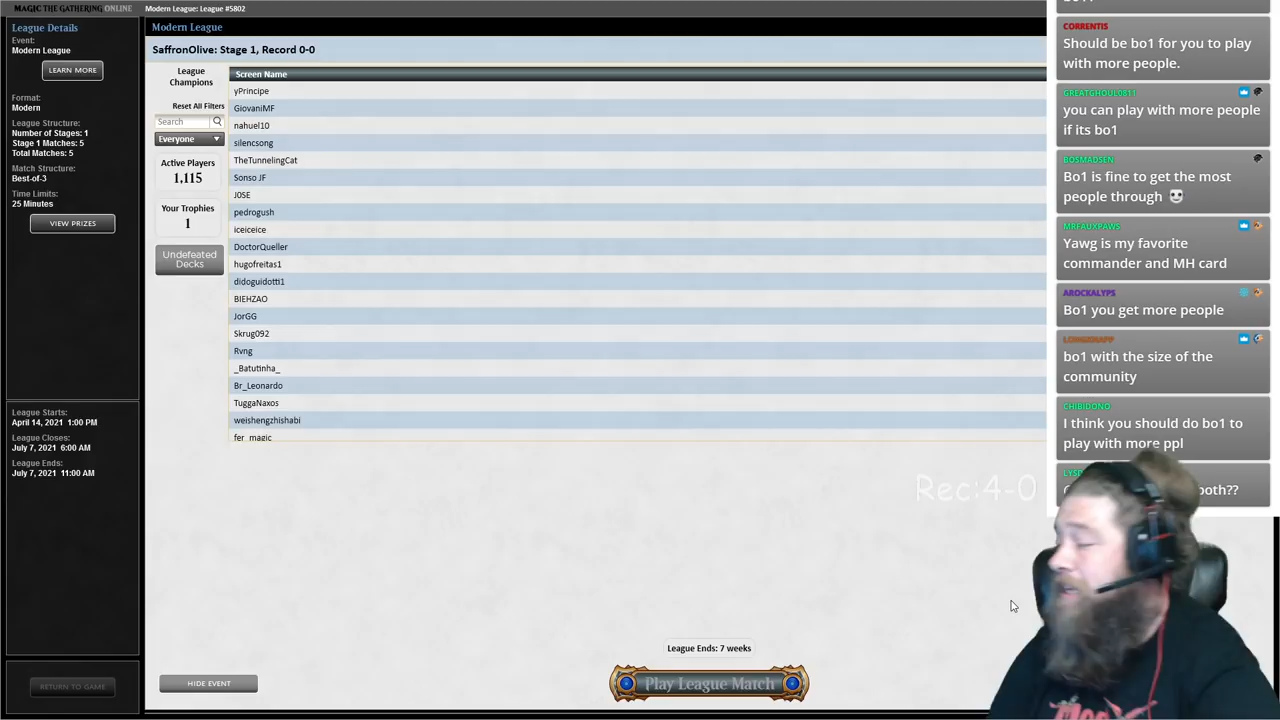 MAGIC THE GATHERING ONLINE
Modern League: League #5802
League Details
Event:
Modern League
LEARN MORE
Format:
Modern
League Structure:
Number of Stages: 1
Stage 1 Matches: 5
Total Matches: 5
Match Structure:
Best-of-3
Time Limits:
25 Minutes
VIEW PRIZES
League Starts:
April 14, 2021 1:00 PM
League Closes:
July 7, 2021 6:00 AM
League Ends:
July 7, 2021 11:00 AM
RETURN TO GAME
Modern League
SaffronOlive: Stage 1, Record 0-0
League
Champions
Reset All Filters
Search
Everyone
Active Players
1,115
Your Trophies
1
Undefeated
Decks
Screen Name
yPrincipe
GiovaniMF
nahuel10
silencsong
TheTunnelingCat
Sonso JF
J0SE
pedrogush
iceiceice
DoctorQueller
hugofreitas1
didoguidotti1
BIEHZAO
JorGG
Skrug092
Rvng
_Batutinha_
Br_Leonardo
TuggaNaxos
weishengzhishabi
fer_magic
Rec:4-0
League Ends: 7 weeks
HIDE EVENT
Play League Match
CORRENTIS
Should be bo1 for you to play
with more people.
GREATGHOUL0811
you can play with more people
if its bo1
BOSMADSEN
Bo1 is fine to get the most
people through
MRFAUXPAWS
Yawg is my favorite
commander and MH card
AROCKALYPS
Bo1 you get more people
bo1 with the size of the
community
CHIBIDONO
I think you should do bo1 to
play with more ppl
both??